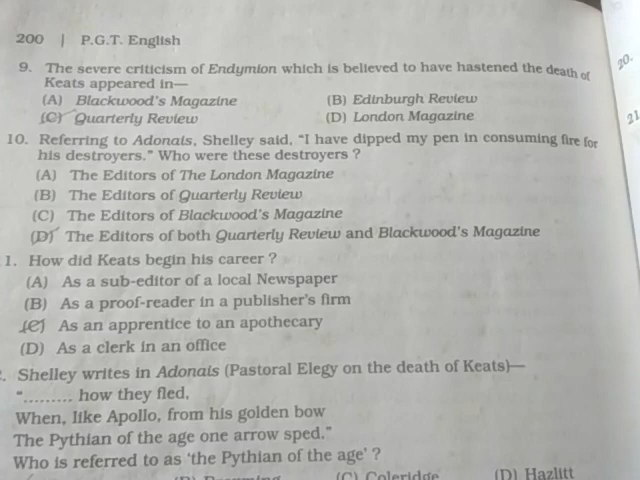 200 | P.G.T. English
9. The severe criticism of Endymion which is believed to have hastened the death of
Keats appeared in—
(A) Blackwood's Magazine (B) Edinburgh Review
(C) Quarterly Review (D) London Magazine
10. Referring to Adonais, Shelley said, "I have dipped my pen in consuming fire for
his destroyers." Who were these destroyers ?
(A) The Editors of The London Magazine
(B) The Editors of Quarterly Review
(C) The Editors of Blackwood's Magazine
(D) The Editors of both Quarterly Review and Blackwood's Magazine
1. How did Keats begin his career ?
(A) As a sub-editor of a local Newspaper
(B) As a proof-reader in a publisher's firm
(C) As an apprentice to an apothecary
(D) As a clerk in an office
. Shelley writes in Adonais (Pastoral Elegy on the death of Keats)—
"......... how they fled,
When, like Apollo, from his golden bow
The Pythian of the age one arrow sped."
Who is referred to as 'the Pythian of the age' ?
(C) Coleridge (D) Hazlitt
20.
21